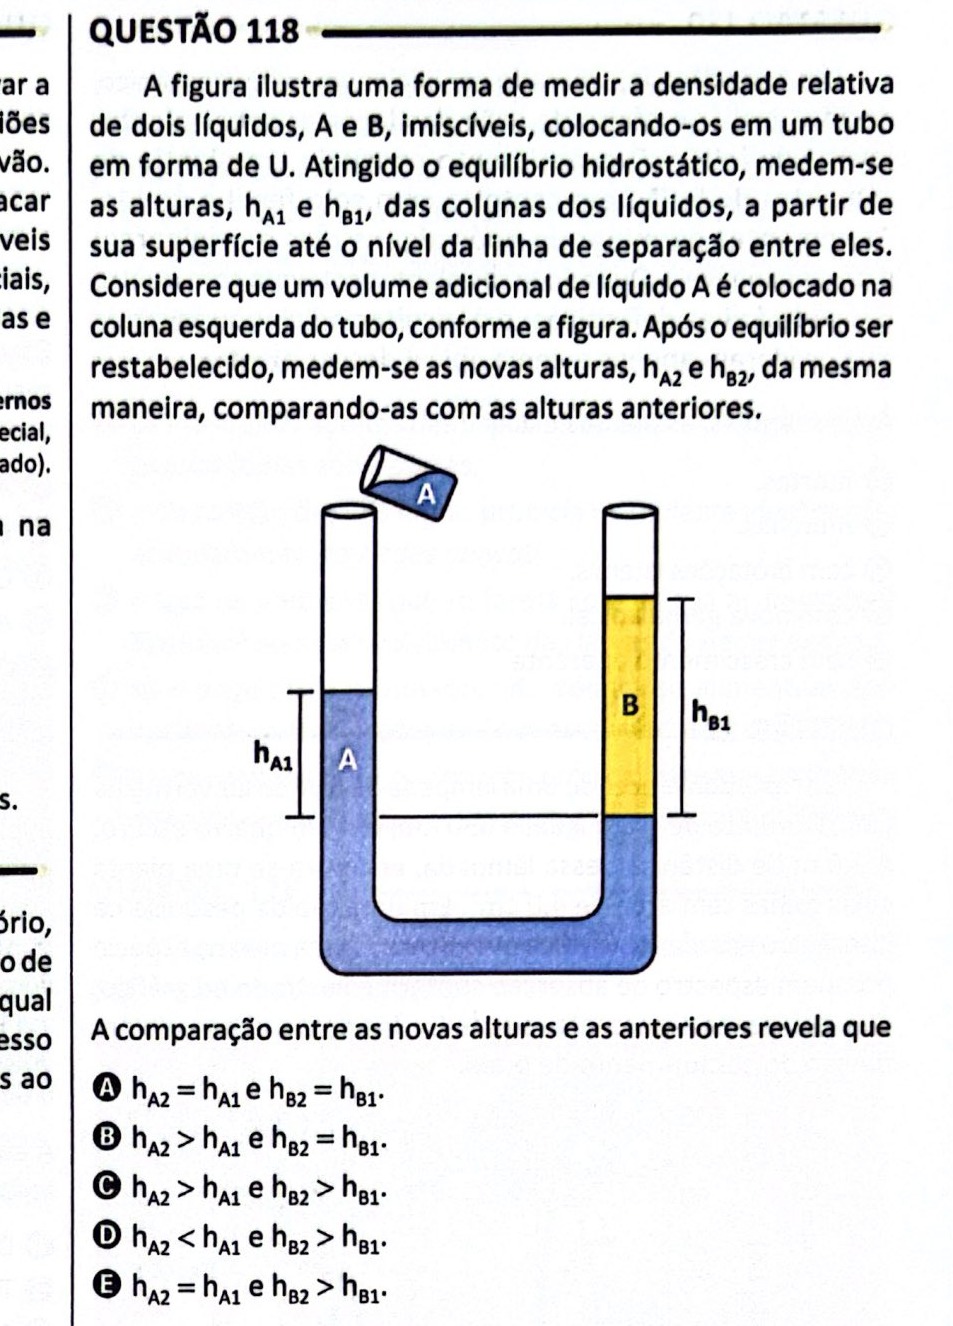 QUESTÃO 118
A figura ilustra uma forma de medir a densidade relativa
de dois líquidos, A e B, imiscíveis, colocando-os em um tubo
em forma de U. Atingido o equilíbrio hidrostático, medem-se
as alturas, hA1 e hB1, das colunas dos líquidos, a partir de
sua superfície até o nível da linha de separação entre eles.
Considere que um volume adicional de líquido A é colocado na
coluna esquerda do tubo, conforme a figura. Após o equilíbrio ser
restabelecido, medem-se as novas alturas, hA2 e hB2, da mesma
maneira, comparando-as com as alturas anteriores.
A
B
hB1
hA1
A
A comparação entre as novas alturas e as anteriores revela que
A hA2 = hA1 e hB2 = hB1.
B hA2 > hA1 e hB2 = hB1.
C hA2 > hA1 e hB2 > hB1.
D hA2 < hA1 e hB2 > hB1.
E hA2 = hA1 e hB2 > hB1.